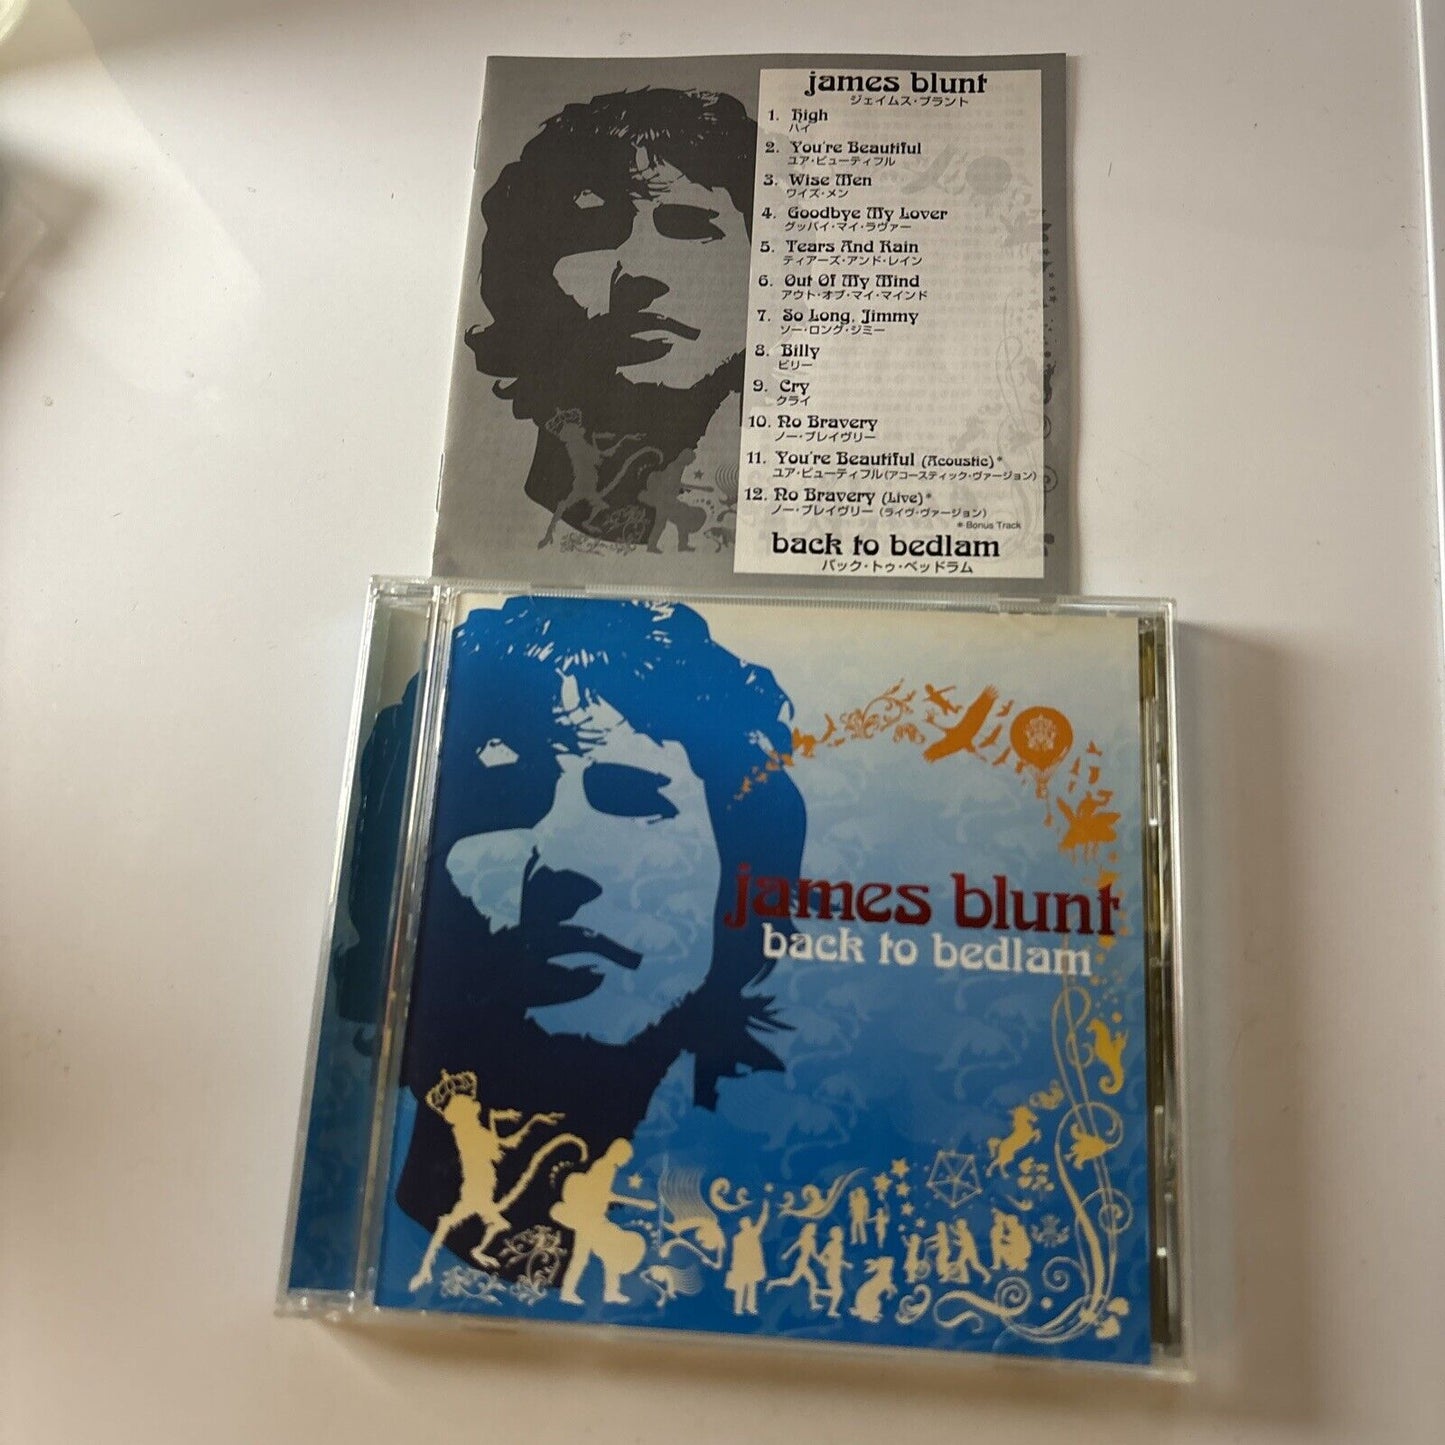 james blunt
ジェイムス・ブラント
1. High
ハイ
2. You're Beautiful
ユア・ビューティフル
3. Wise Men
ワイズ・メン
4. Goodbye My Lover
グッバイ・マイ・ラヴァー
5. Tears And Rain
ティアーズ・アンド・レイン
6. Out Of My Mind
アウト・オブ・マイ・マインド
7. So Long, Jimmy
ソー・ロング・ジミー
8. Billy
ビリー
9. Cry
クライ
10. No Bravery
ノー・ブレイヴリー
11. You're Beautiful (Acoustic)*
ユア・ビューティフル(アコースティック・ヴァージョン)
12. No Bravery (Live)*
ノー・ブレイヴリー (ライヴ・ヴァージョン)
* Bonus Track
back to bedlam
バック・トゥ・ベッドラム
james blunt
back to bedlam